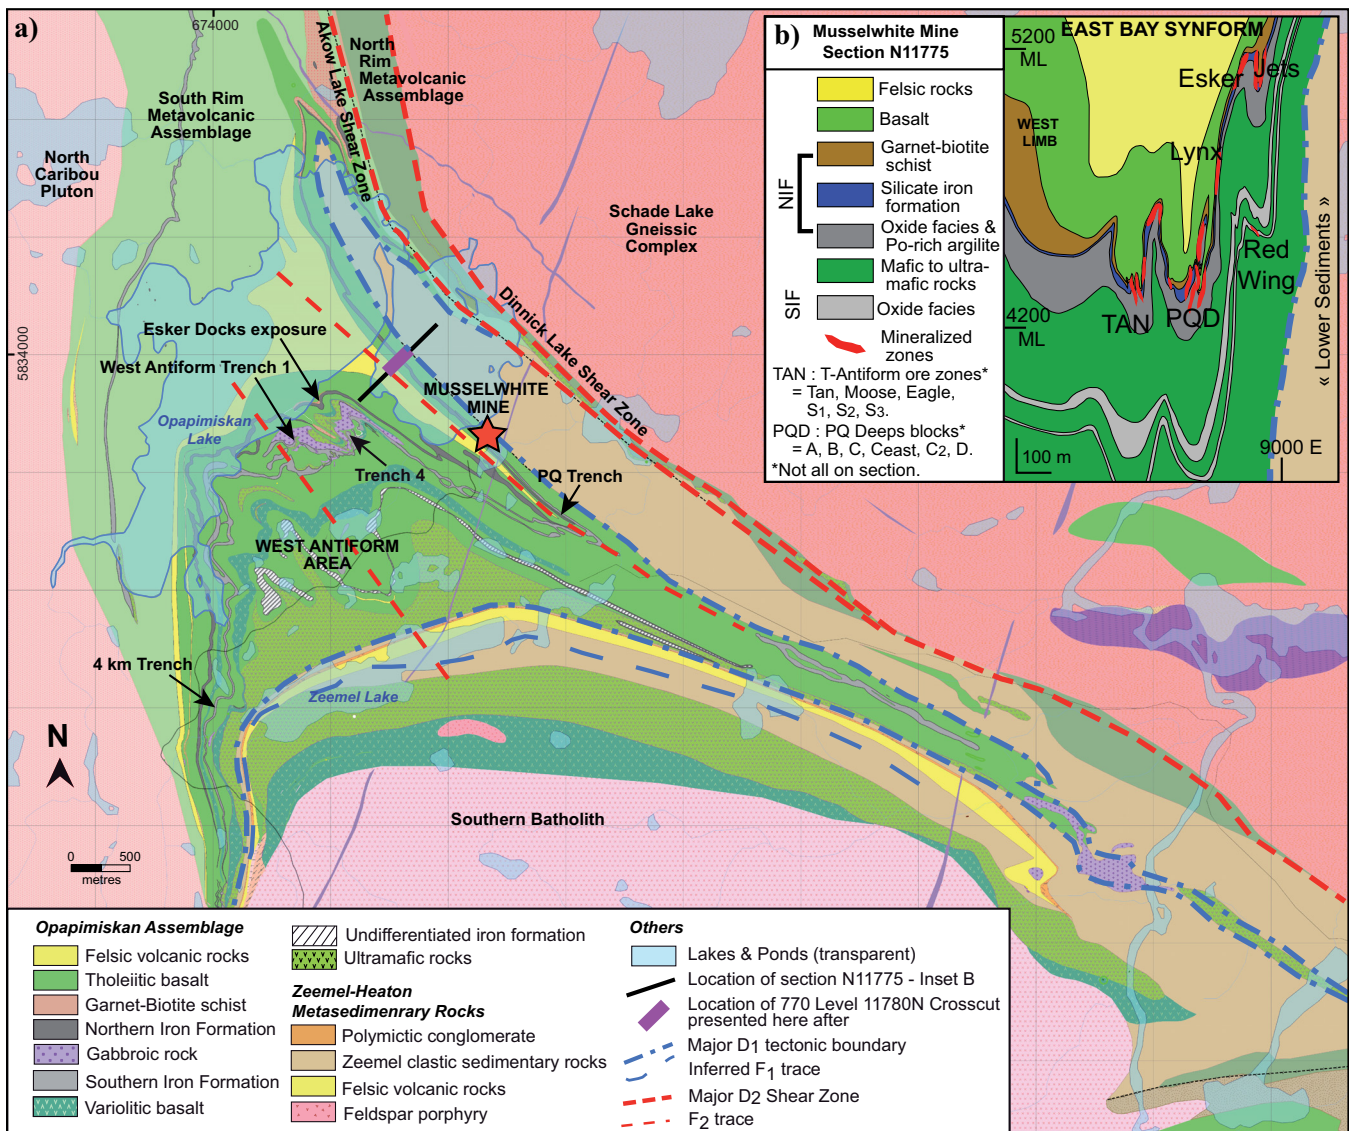 a)
674000
5834000
Akow Lake Shear Zone
North
Rim
Metavolcanic
Assemblage
South Rim
Metavolcanic
Assemblage
North
Caribou
Pluton
Schade Lake
Gneissic
Complex
Dinnick Lake Shear Zone
Esker Docks exposure
West Antiform Trench 1
Opapimiskan
Lake
MUSSELWHITE
MINE
Trench 4
PQ Trench
WEST ANTIFORM
AREA
4 km Trench
Zeemel Lake
N
Southern Batholith
0 500
metres
b) Musselwhite Mine
Section N11775
Felsic rocks
Basalt
Garnet-biotite
schist
NIF
Silicate iron
formation
Oxide facies &
Po-rich argilite
Mafic to ultra-
mafic rocks
SIF
Oxide facies
Mineralized
zones
TAN : T-Antiform ore zones*
= Tan, Moose, Eagle,
S1, S2, S3.
PQD : PQ Deeps blocks*
= A, B, C, Ceast, C2, D.
*Not all on section.
EAST BAY SYNFORM
5200
ML
Esker
Jets
WEST
LIMB
Lynx
Red
Wing
TAN
PQD
4200
ML
« Lower Sediments »
9000 E
100 m
Opapimiskan Assemblage
Felsic volcanic rocks
Tholeiitic basalt
Garnet-Biotite schist
Northern Iron Formation
Gabbroic rock
Southern Iron Formation
Variolitic basalt
Undifferentiated iron formation
Ultramafic rocks
Zeemel-Heaton
Metasedimenrary Rocks
Polymictic conglomerate
Zeemel clastic sedimentary rocks
Felsic volcanic rocks
Feldspar porphyry
Others
Lakes & Ponds (transparent)
Location of section N11775 - Inset B
Location of 770 Level 11780N Crosscut
presented here after
Major D1 tectonic boundary
Inferred F1 trace
Major D2 Shear Zone
F2 trace